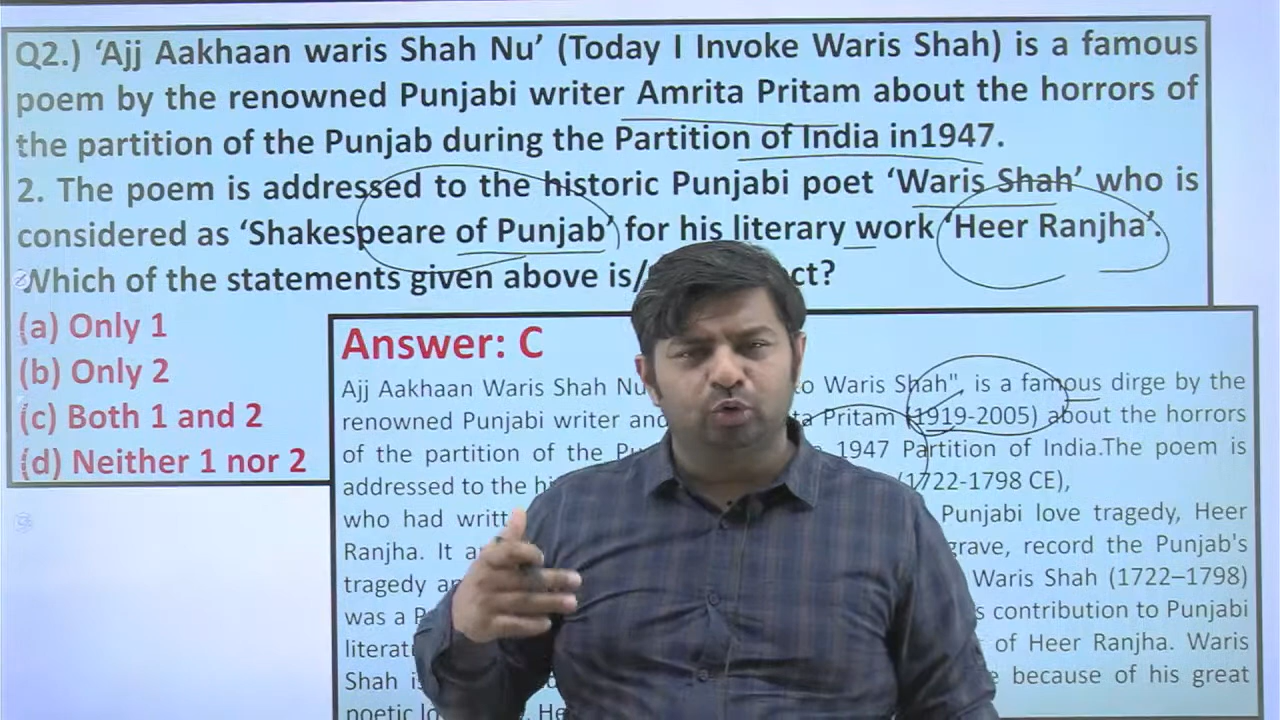 Q2.) ‘Ajj Aakhaan waris Shah Nu’ (Today I Invoke Waris Shah) is a famous
poem by the renowned Punjabi writer Amrita Pritam about the horrors of
the partition of the Punjab during the Partition of India in1947.
2. The poem is addressed to the historic Punjabi poet ‘Waris Shah’ who is
considered as ‘Shakespeare of Punjab’ for his literary work ‘Heer Ranjha’.
Which of the statements given above is/
ct?
(a) Only 1
(b) Only 2
(c) Both 1 and 2
(d) Neither 1 nor 2
Answer: C
Ajj Aakhaan Waris Shah Nu o Waris Shah", is a famous dirge by the
renowned Punjabi writer and a Pritam (1919-2005) about the horrors
of the partition of the Pu 1947 Partition of India.The poem is
addressed to the hi (1722-1798 CE),
who had writt Punjabi love tragedy, Heer
Ranjha. It a grave, record the Punjab's
tragedy a Waris Shah (1722–1798)
was a P s contribution to Punjabi
literat of Heer Ranjha. Waris
Shah is e because of his great
poetic lo He